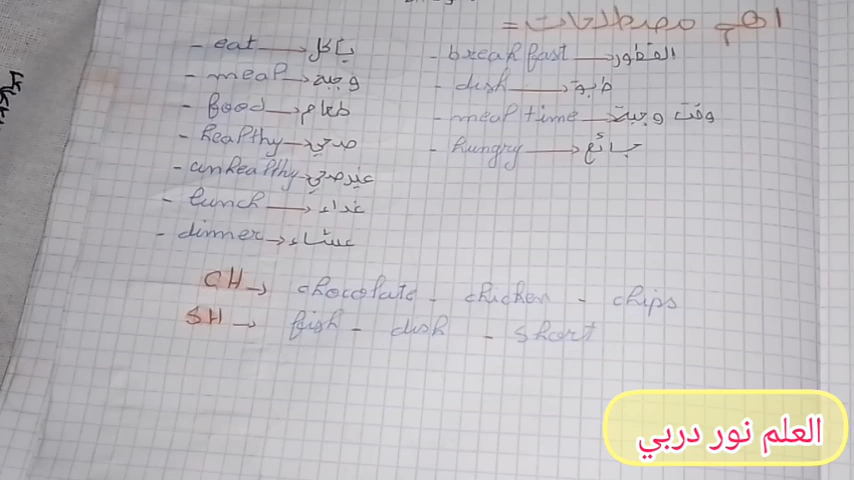 اهم مصطلحات =
- eat → يأكل
- breakfast → الفطور
- meal → وجبة
- dish → طبق
- food → طعام
- meal time → وقت وجبة
- healthy → صحي
- hungry → جائع
- unhealthy → غير صحي
- lunch → غداء
- dinner → عشاء
CH → chocolate - chicken - chips
SH → fish - dish - short
العلم نور دربي